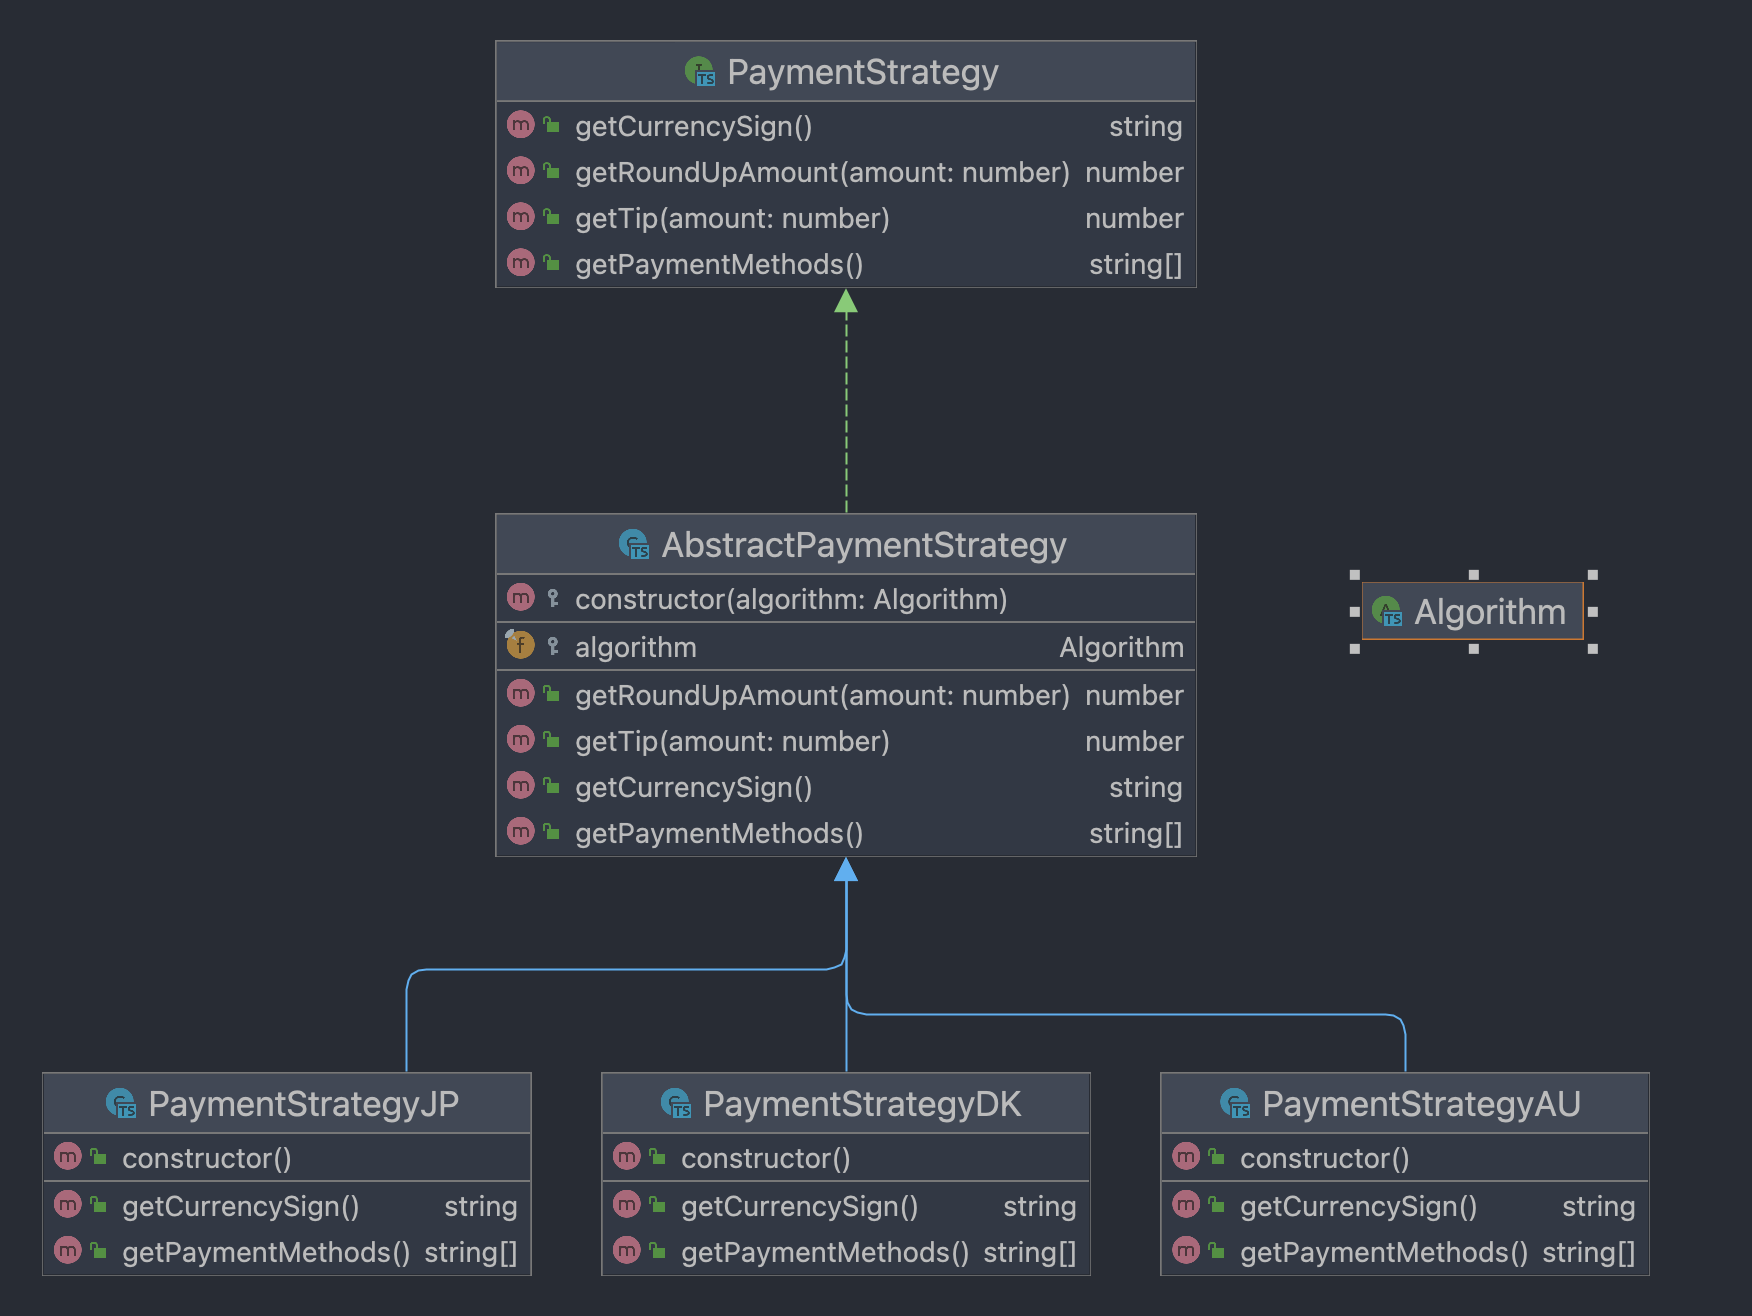 PaymentStrategy
getCurrencySign() string
getRoundUpAmount(amount: number) number
getTip(amount: number) number
getPaymentMethods() string[]
AbstractPaymentStrategy
constructor(algorithm: Algorithm)
algorithm Algorithm
getRoundUpAmount(amount: number) number
getTip(amount: number) number
getCurrencySign() string
getPaymentMethods() string[]
Algorithm
PaymentStrategyJP
constructor()
getCurrencySign() string
getPaymentMethods() string[]
PaymentStrategyDK
constructor()
getCurrencySign() string
getPaymentMethods() string[]
PaymentStrategyAU
constructor()
getCurrencySign() string
getPaymentMethods() string[]